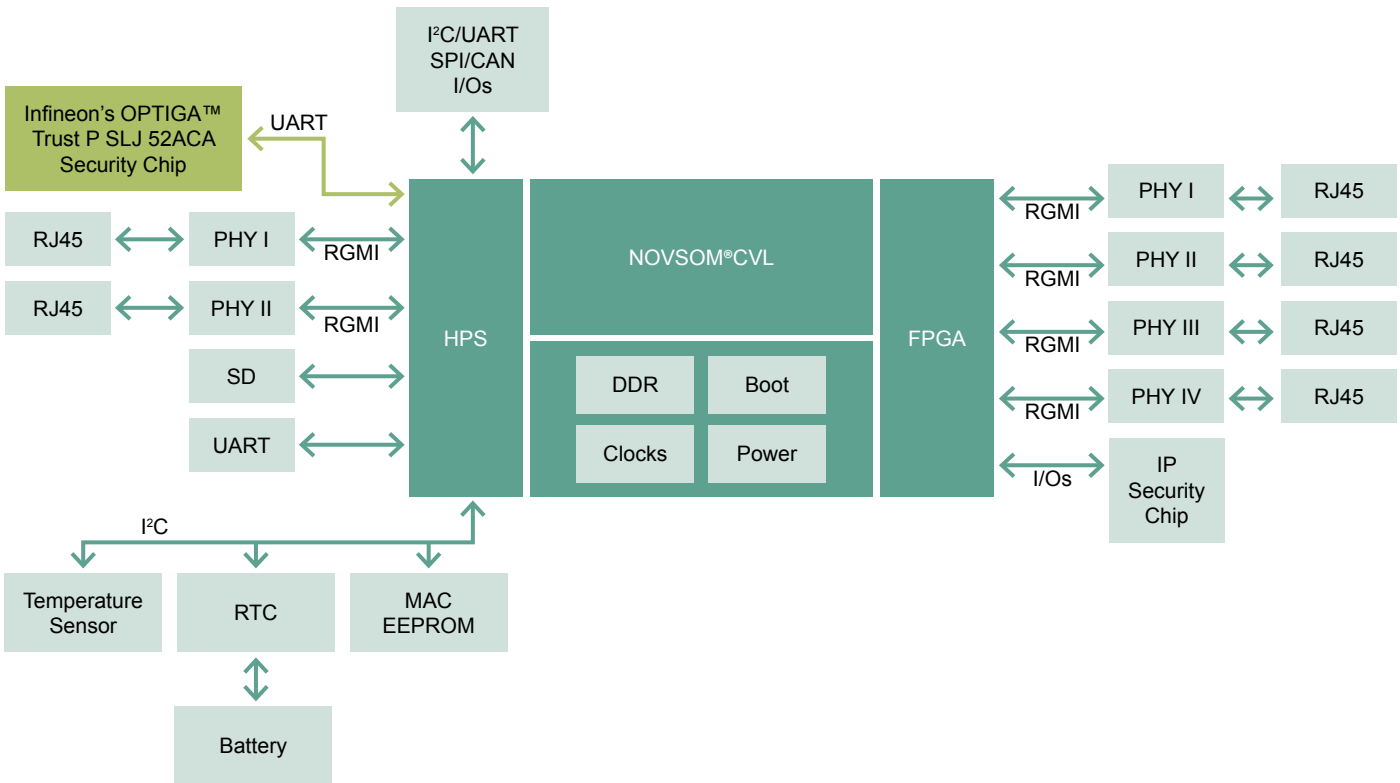 I²C/UART
SPI/CAN
I/Os
Infineon's OPTIGA™
Trust P SLJ 52ACA
Security Chip
UART
RJ45
PHY I
RGMI
RJ45
PHY II
RGMI
SD
UART
HPS
NOVSOM®CVL
DDR
Boot
Clocks
Power
FPGA
RGMI
PHY I
RJ45
RGMI
PHY II
RJ45
RGMI
PHY III
RJ45
RGMI
PHY IV
RJ45
I/Os
IP
Security
Chip
I²C
Temperature
Sensor
RTC
MAC
EEPROM
Battery